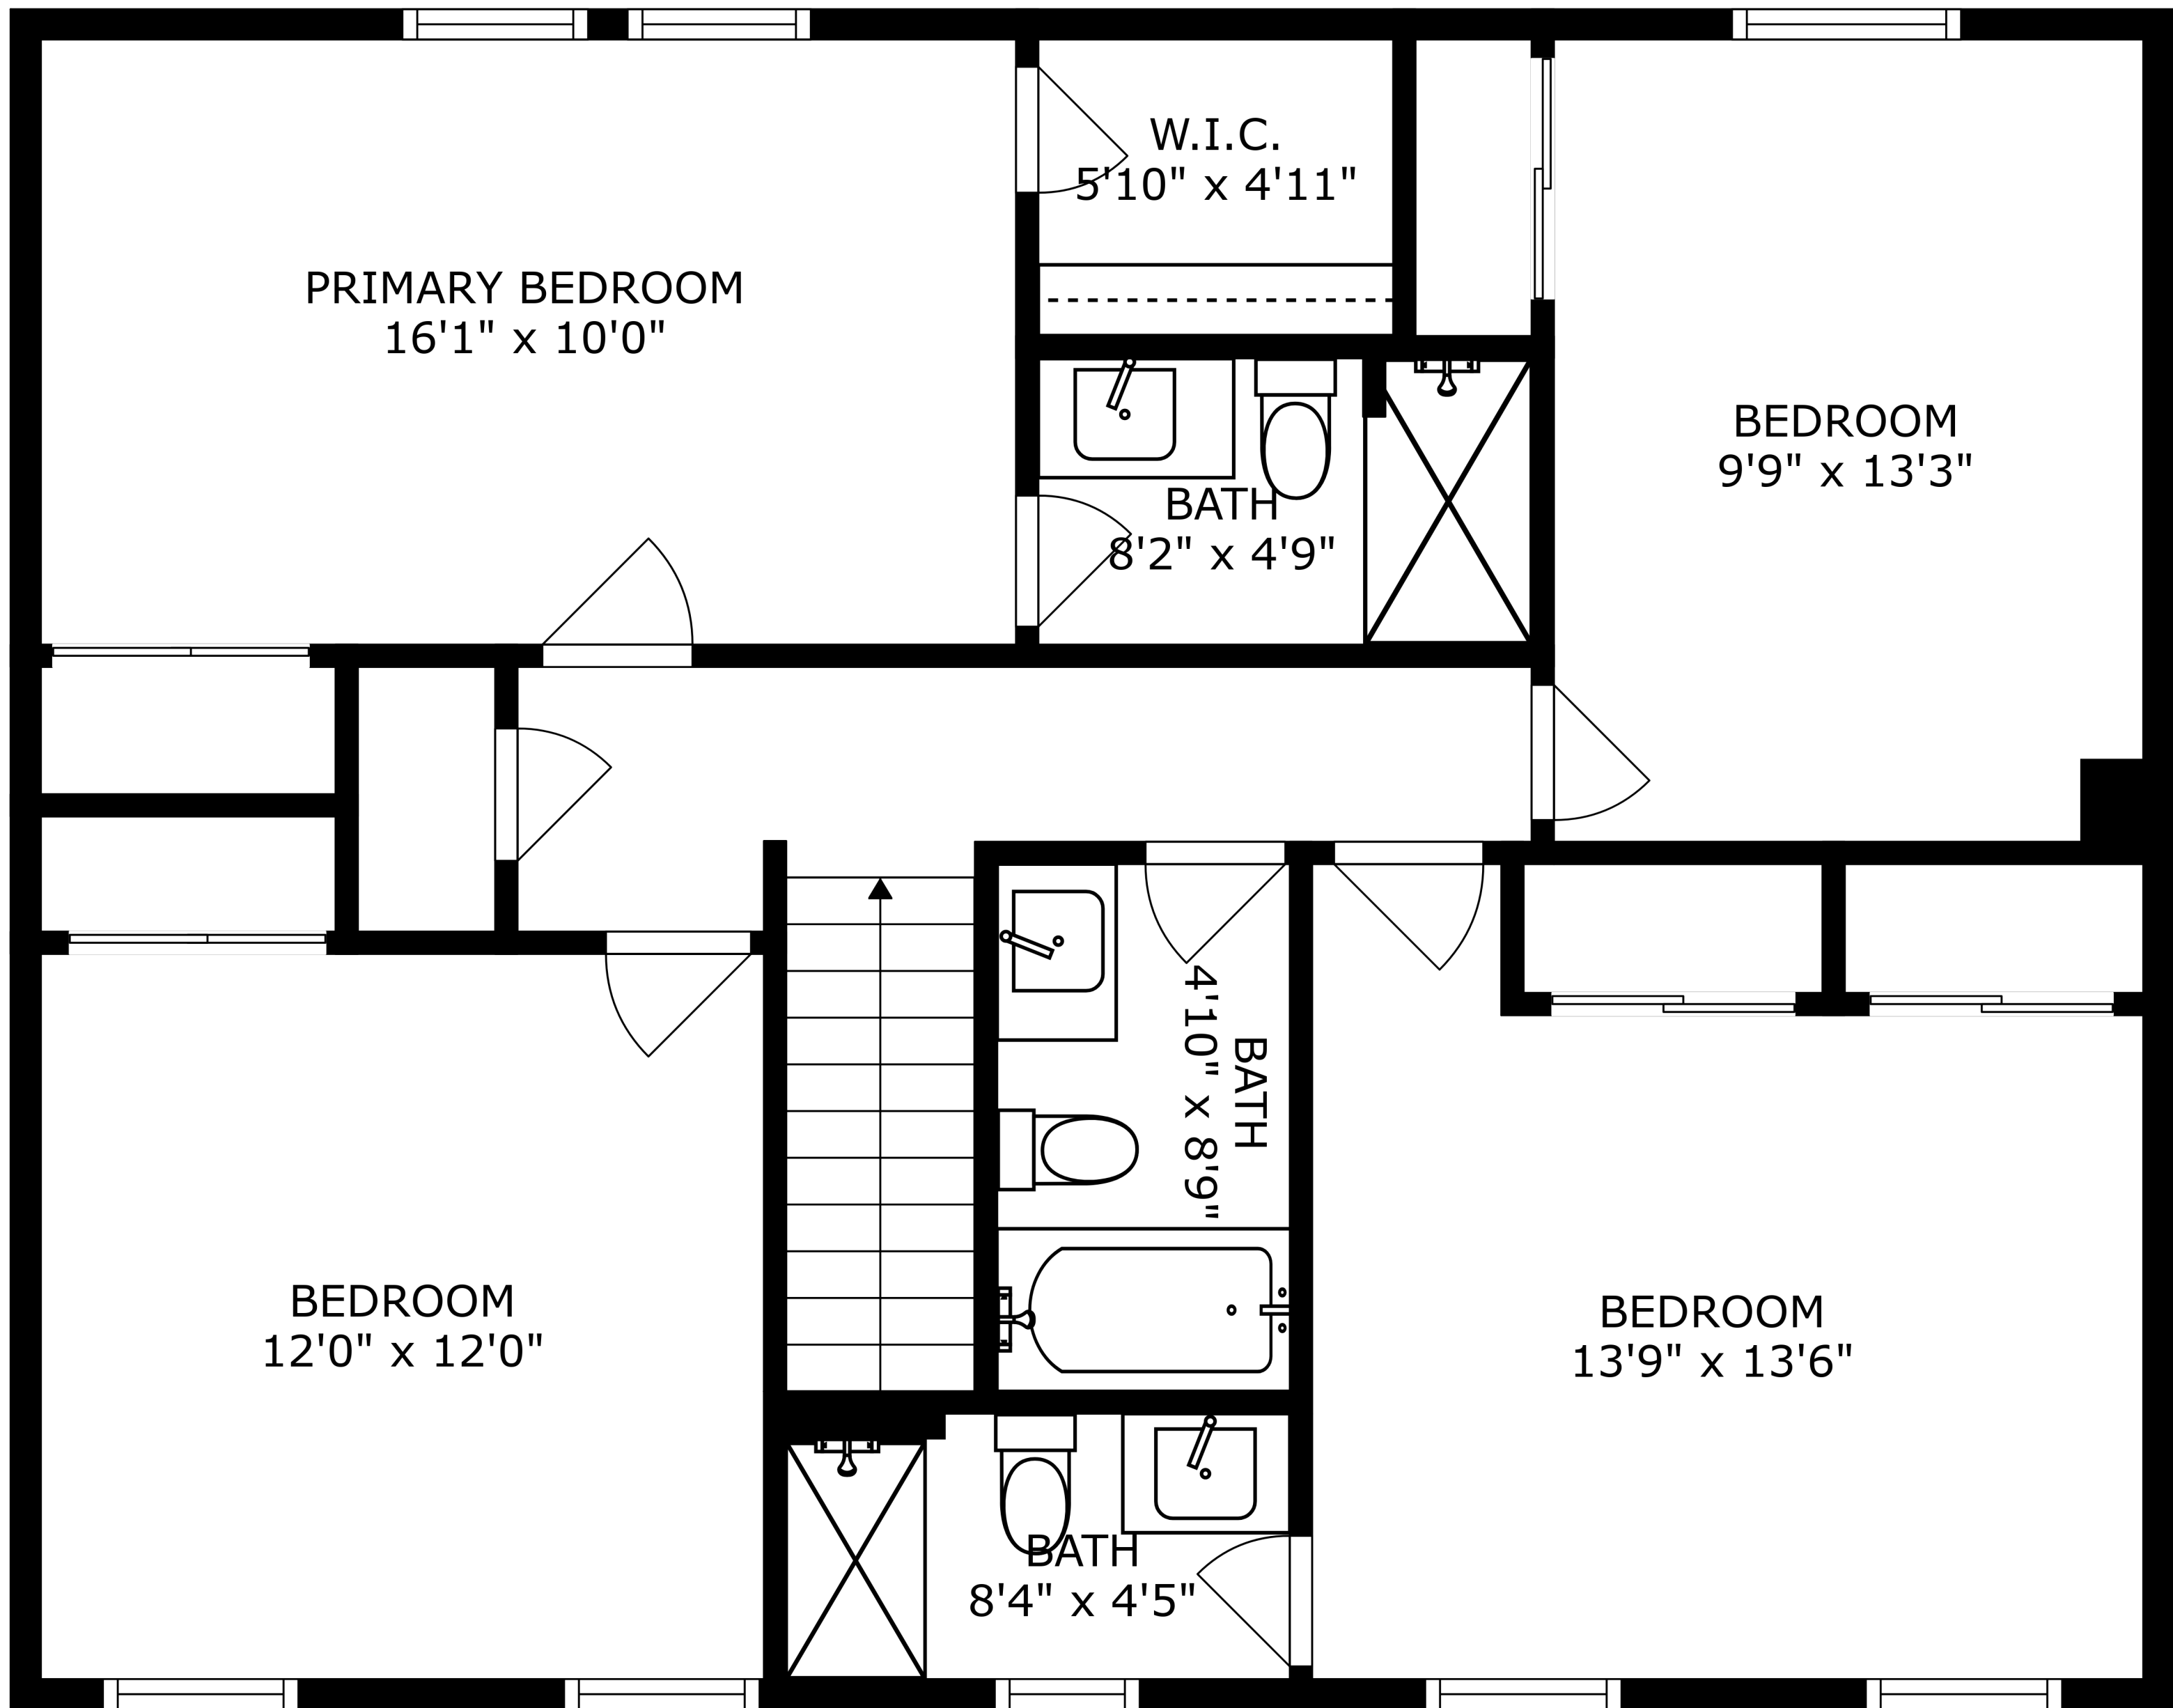 W.I.C.
5'10" x 4'11"
PRIMARY BEDROOM
16'1" x 10'0"
BEDROOM
9'9" x 13'3"
BATH
8'2" x 4'9"
BATH
4'10" x 8'9"
BEDROOM
12'0" x 12'0"
BEDROOM
13'9" x 13'6"
BATH
8'4" x 4'5"